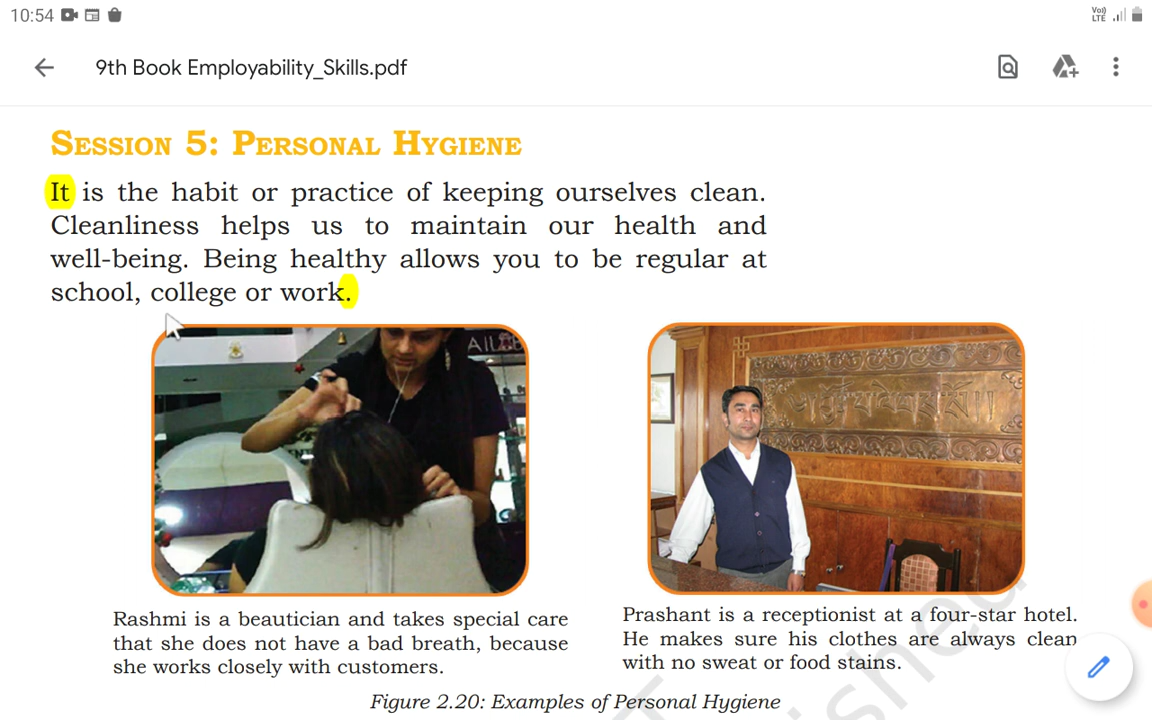 10:54
Vo))
LTE
9th Book Employability_Skills.pdf
SESSION 5: PERSONAL HYGIENE
It is the habit or practice of keeping ourselves clean.
Cleanliness helps us to maintain our health and
well-being. Being healthy allows you to be regular at
school, college or work.
Rashmi is a beautician and takes special care
that she does not have a bad breath, because
she works closely with customers.
Prashant is a receptionist at a four-star hotel.
He makes sure his clothes are always clean
with no sweat or food stains.
Figure 2.20: Examples of Personal Hygiene